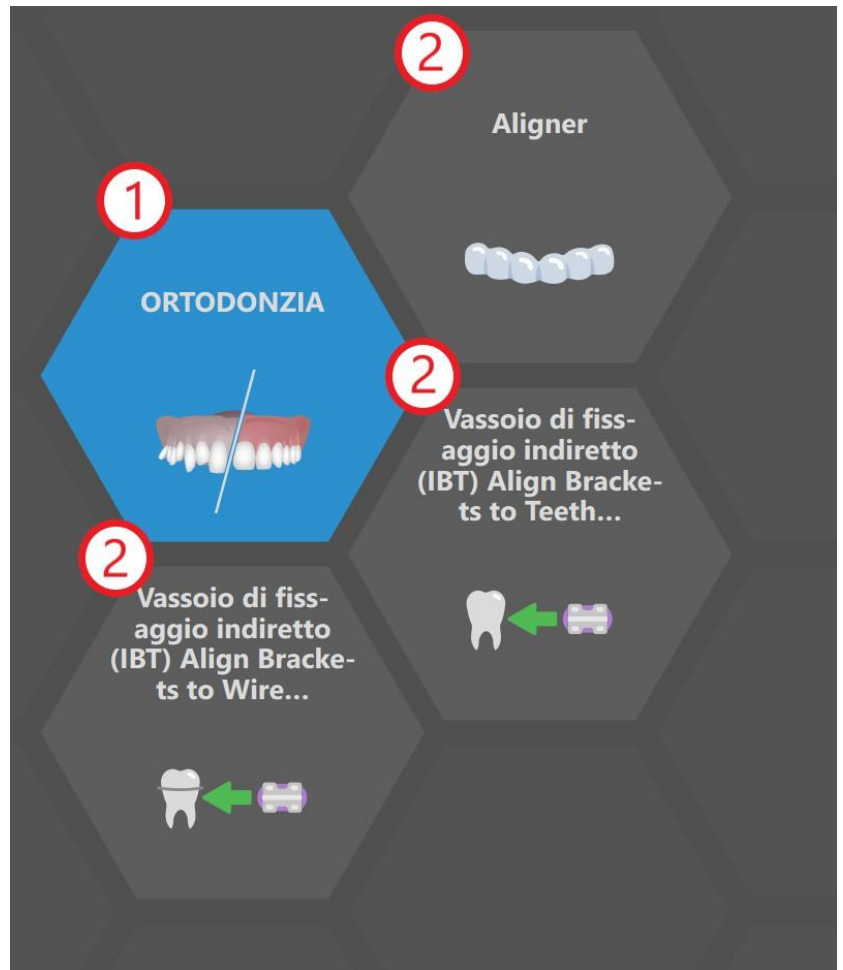 2
Aligner
1
ORTODONZIA
2
Vassoio di fiss-
aggio indiretto
(IBT) Align Bracke-
ts to Teeth...
2
Vassoio di fiss-
aggio indiretto
(IBT) Align Bracke-
ts to Wire...